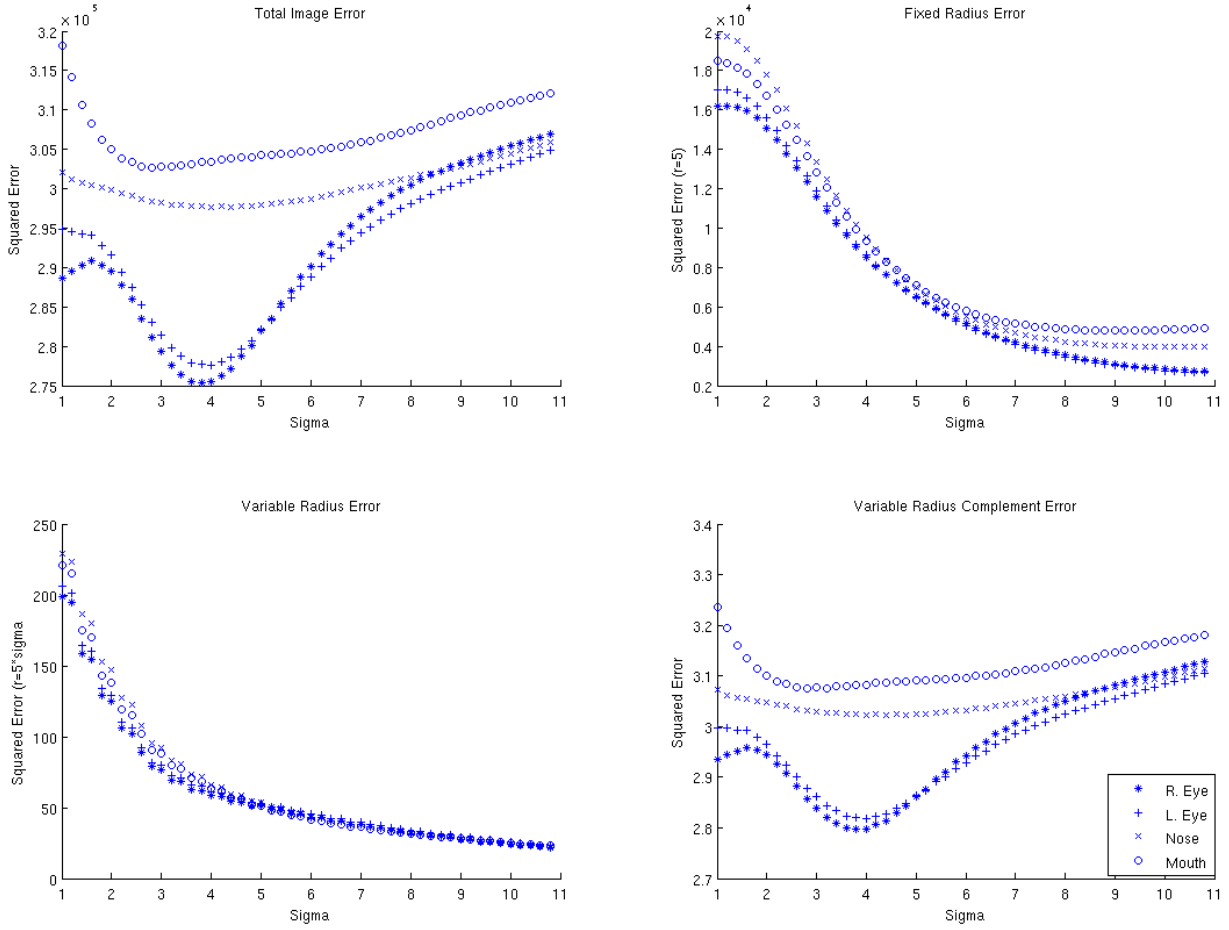 Total Image Error
× 10^5
3.2
3.15
3.1
3.05
3
2.95
2.9
2.85
2.8
2.75
Squared Error
1 2 3 4 5 6 7 8 9 10 11
Sigma
Fixed Radius Error
× 10^4
2
1.8
1.6
1.4
1.2
1
0.8
0.6
0.4
0.2
Squared Error (r=5)
1 2 3 4 5 6 7 8 9 10 11
Sigma
Variable Radius Error
250
200
150
100
50
0
Squared Error (r=5*sigma)
1 2 3 4 5 6 7 8 9 10 11
Sigma
Variable Radius Complement Error
3.4
3.3
3.2
3.1
3
2.9
2.8
2.7
Squared Error
1 2 3 4 5 6 7 8 9 10 11
Sigma
R. Eye
L. Eye
Nose
Mouth